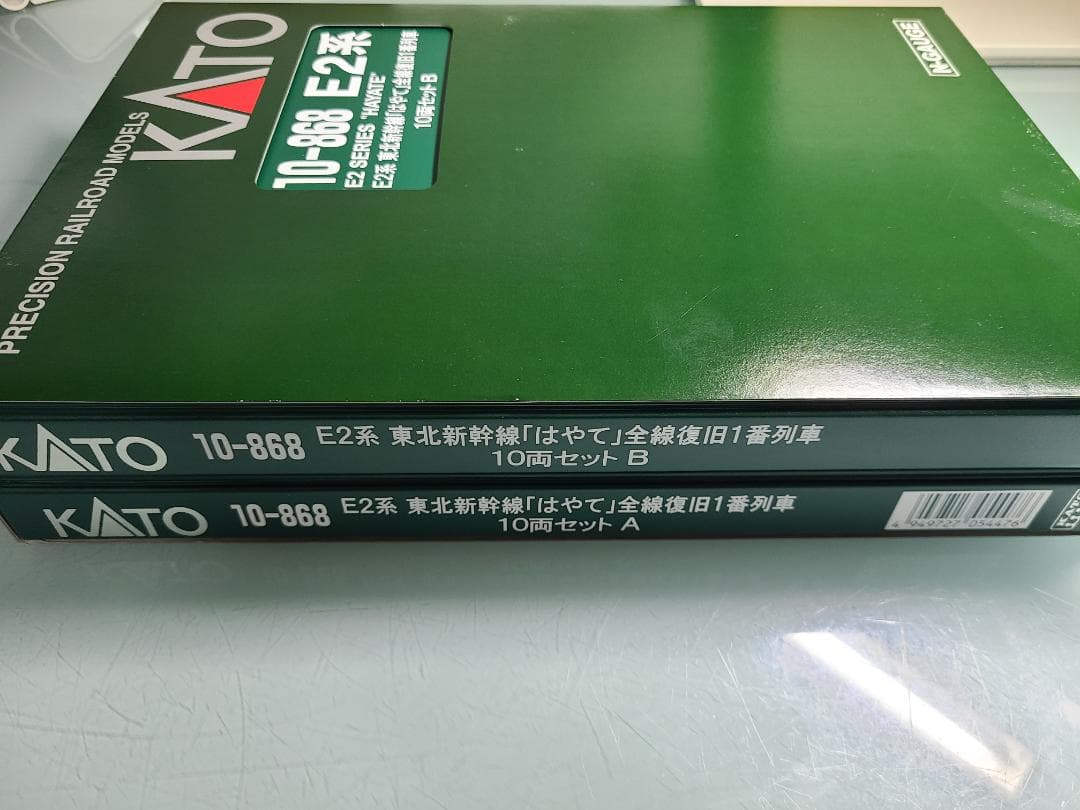 PRECISION RAILROAD MODELS
KATO
10-868 E2系
E2 SERIES "HAYATE"
E2系 東北新幹線「はやて」全線復旧1番列車
10両セット B
N-GAUGE
KATO 10-868 E2系 東北新幹線「はやて」全線復旧1番列車
10両セット B
KATO 10-868 E2系 東北新幹線「はやて」全線復旧1番列車
10両セット A
4 949727 054476